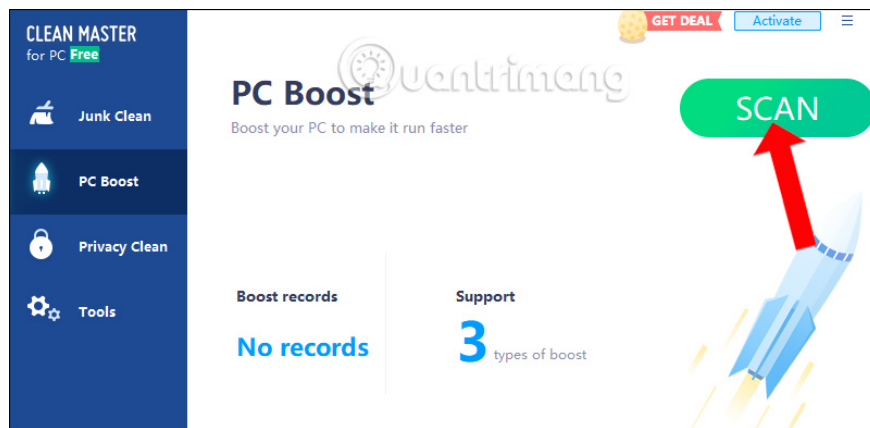 CLEAN MASTER
for PC Free
GET DEAL
Activate
Quantrimang
Junk Clean
PC Boost
Privacy Clean
Tools
PC Boost
Boost your PC to make it run faster
SCAN
Boost records
No records
Support
3 types of boost